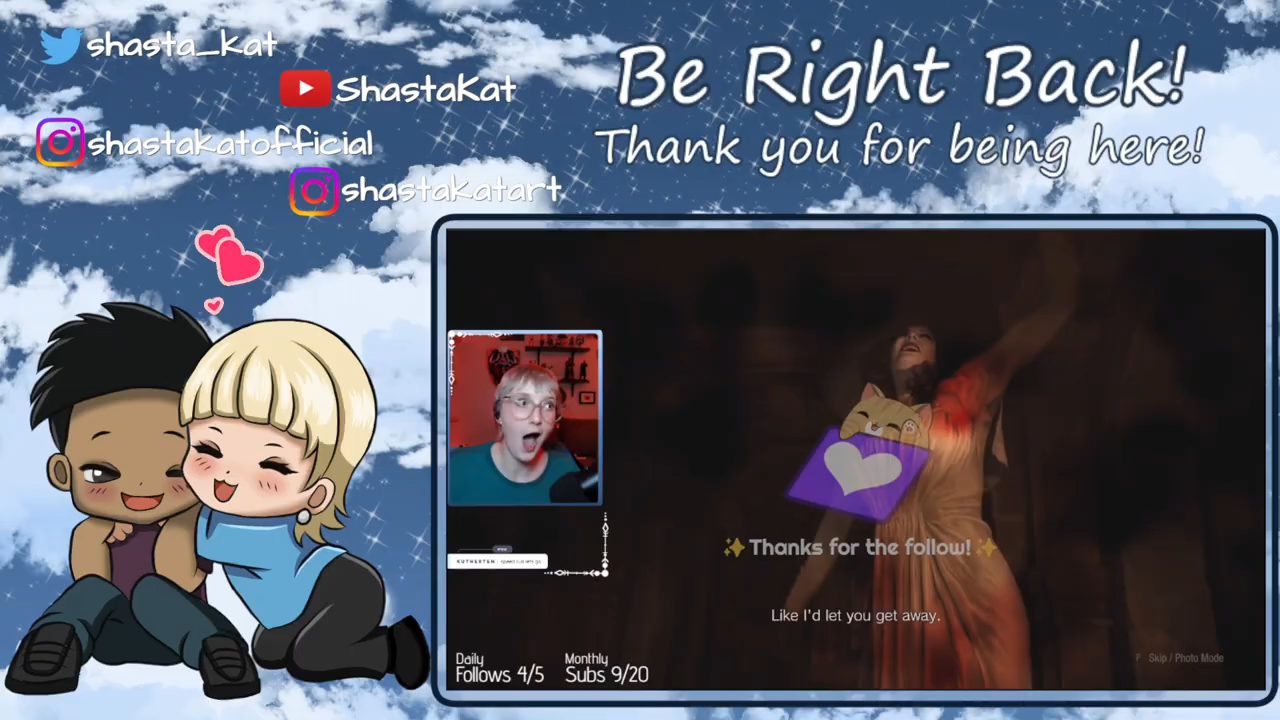 shasta_kat
ShastaKat
shastakatofficial
shastakatart
Be Right Back!
Thank you for being here!
✨Thanks for the follow!✨
Like I'd let you get away.
F Skip / Photo Mode
Daily
Follows 4/5
Monthly
Subs 9/20